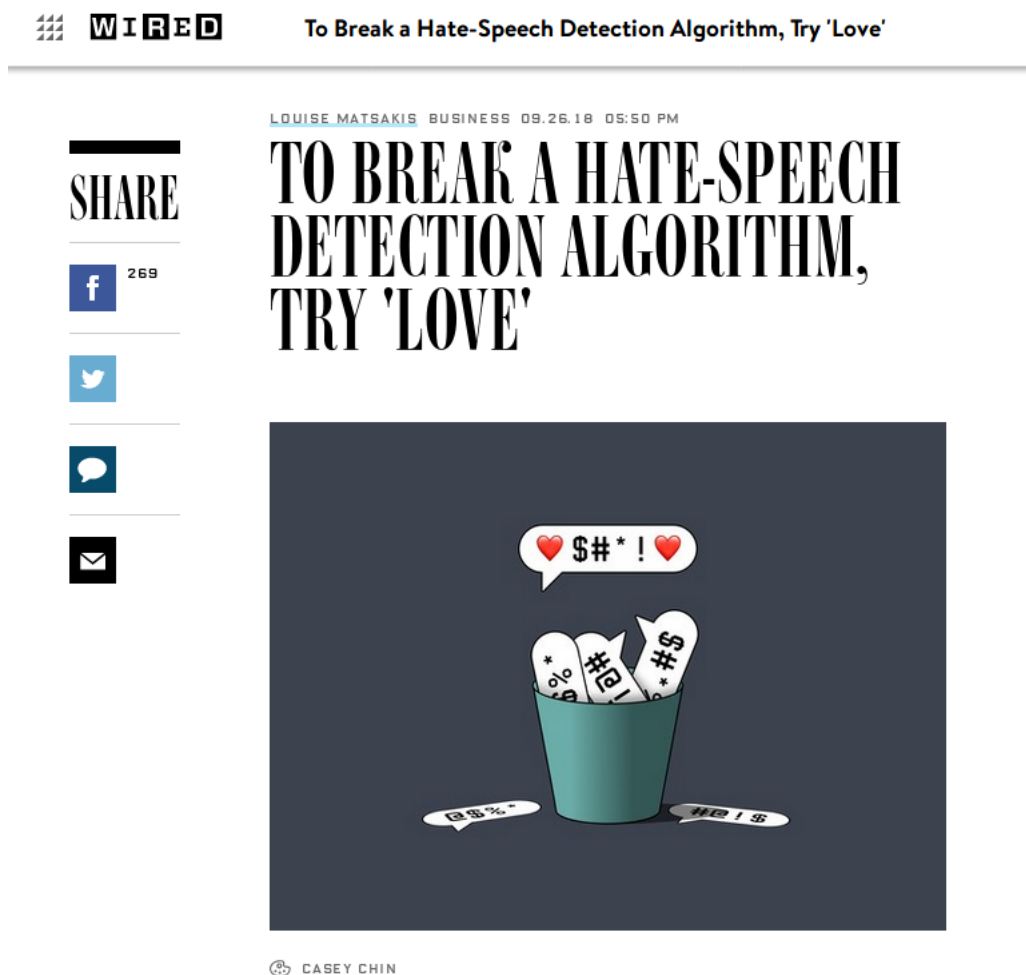 WIRED To Break a Hate-Speech Detection Algorithm, Try 'Love'
LOUISE MATSAKIS BUSINESS 09.26.18 05:50 PM
TO BREAK A HATE-SPEECH
DETECTION ALGORITHM,
TRY 'LOVE'
SHARE
f 269
❤️ $#*! ❤️
*%$
#@!
$#*%
@$%*
#@!$
CASEY CHIN